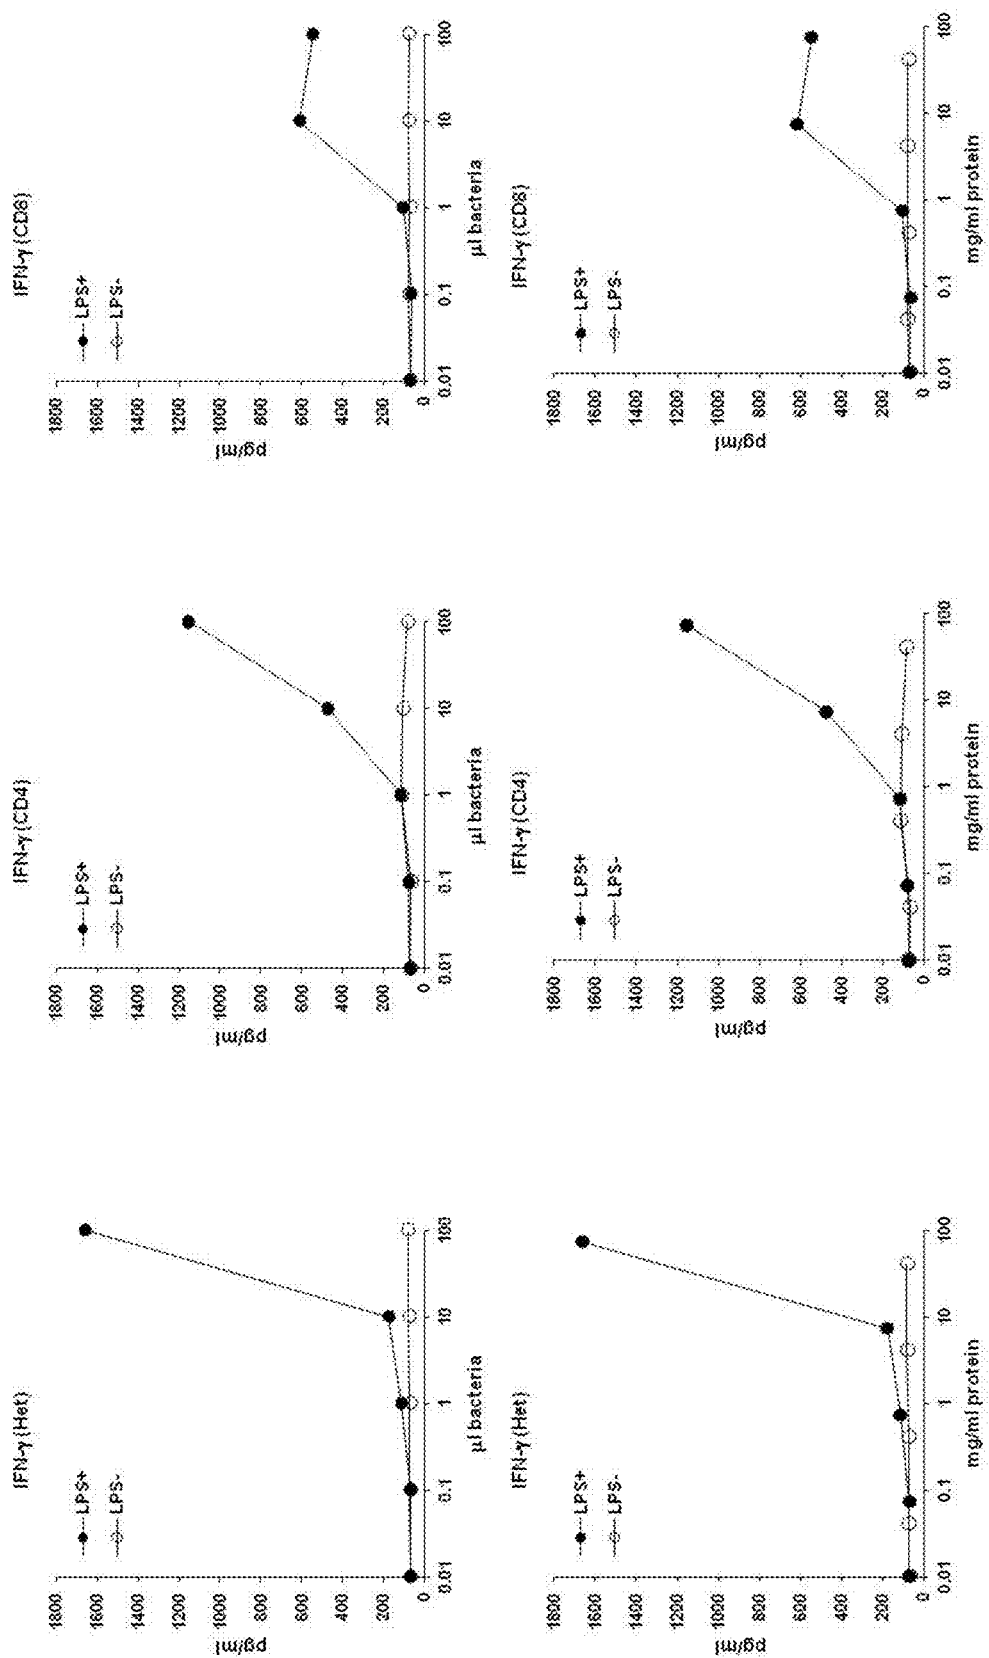 IFN-γ (Het)
LPS+
LPS-
pg/ml
1800
1600
1400
1200
1000
800
600
400
200
0
0.01 0.1 1 10 100
µl bacteria
IFN-γ (CD4)
LPS+
LPS-
pg/ml
1800
1600
1400
1200
1000
800
600
400
200
0
0.01 0.1 1 10 100
µl bacteria
IFN-γ (CD8)
LPS+
LPS-
pg/ml
1800
1600
1400
1200
1000
800
600
400
200
0
0.01 0.1 1 10 100
µl bacteria
IFN-γ (Het)
LPS+
LPS-
pg/ml
1800
1600
1400
1200
1000
800
600
400
200
0.01 0.1 1 10 100
mg/ml protein
IFN-γ (CD4)
LPS+
LPS-
pg/ml
1800
1600
1400
1200
1000
800
600
400
200
0
0.01 0.1 1 10 100
mg/ml protein
IFN-γ (CD8)
LPS+
LPS-
pg/ml
1800
1600
1400
1200
1000
800
600
400
200
0
0.01 0.1 1 10 100
mg/ml protein